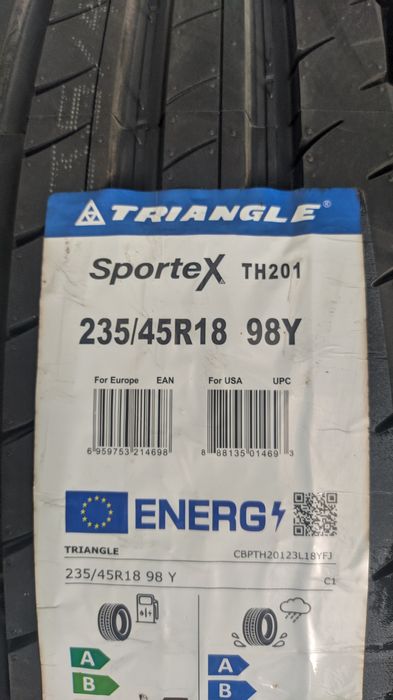 TRIANGLE®
SporteX TH201
235/45R18 98Y
For Europe EAN For USA UPC
6 959753 214698
8 88135 01469 3
ENERG
TRIANGLE CBPTH20123L18YFJ
235/45R18 98 Y C1
A A
B B